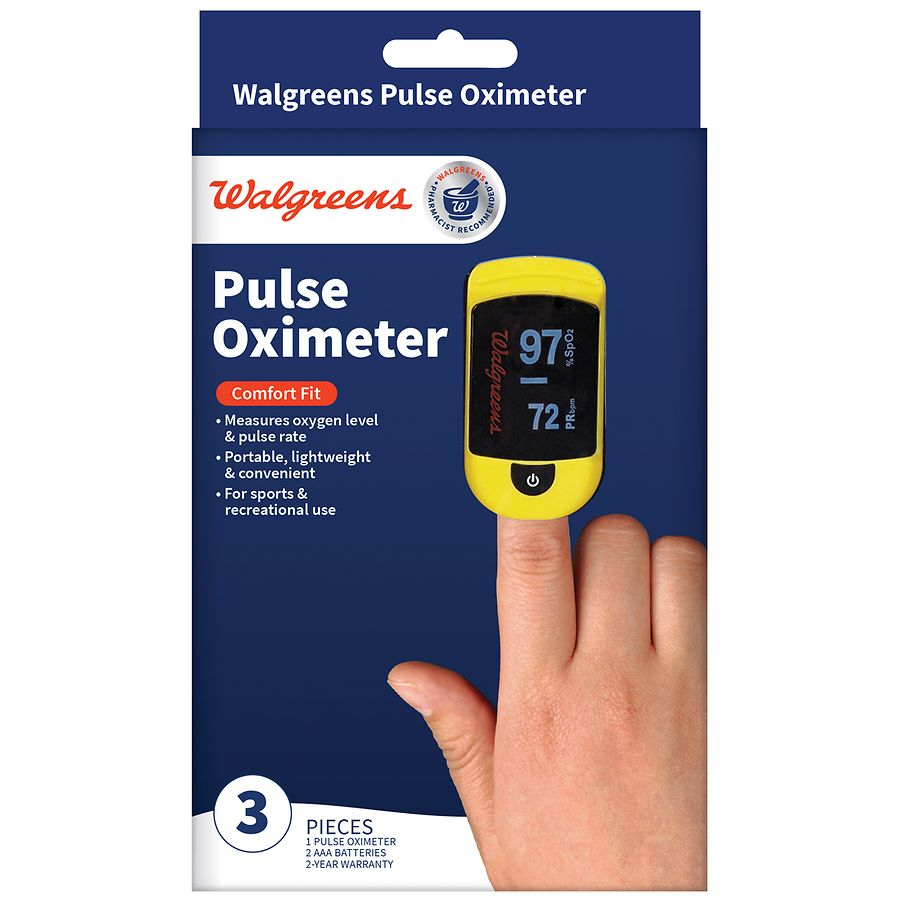 Walgreens Pulse Oximeter
Walgreens
• WALGREENS •
PHARMACIST RECOMMENDED
W
Pulse
Oximeter
Comfort Fit
• Measures oxygen level
& pulse rate
• Portable, lightweight
& convenient
• For sports &
recreational use
Walgreens
97
%SpO2
72
PRbpm
3
PIECES
1 PULSE OXIMETER
2 AAA BATTERIES
2-YEAR WARRANTY